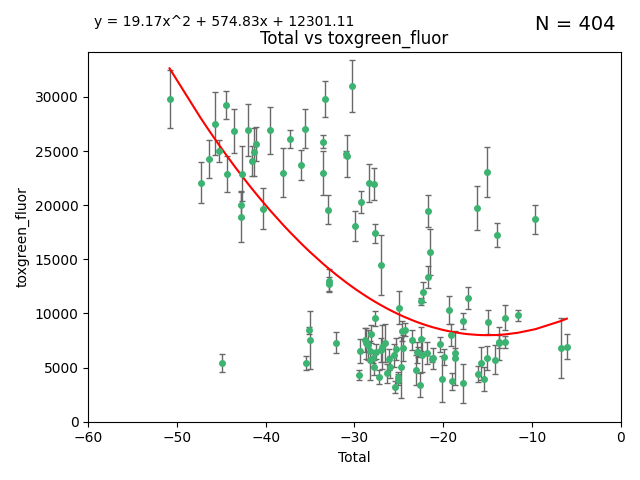 y = 19.17x^2 + 574.83x + 12301.11
N = 404
Total vs toxgreen_fluor
toxgreen_fluor
30000
25000
20000
15000
10000
5000
0
−60
−50
−40
−30
−20
−10
0
Total